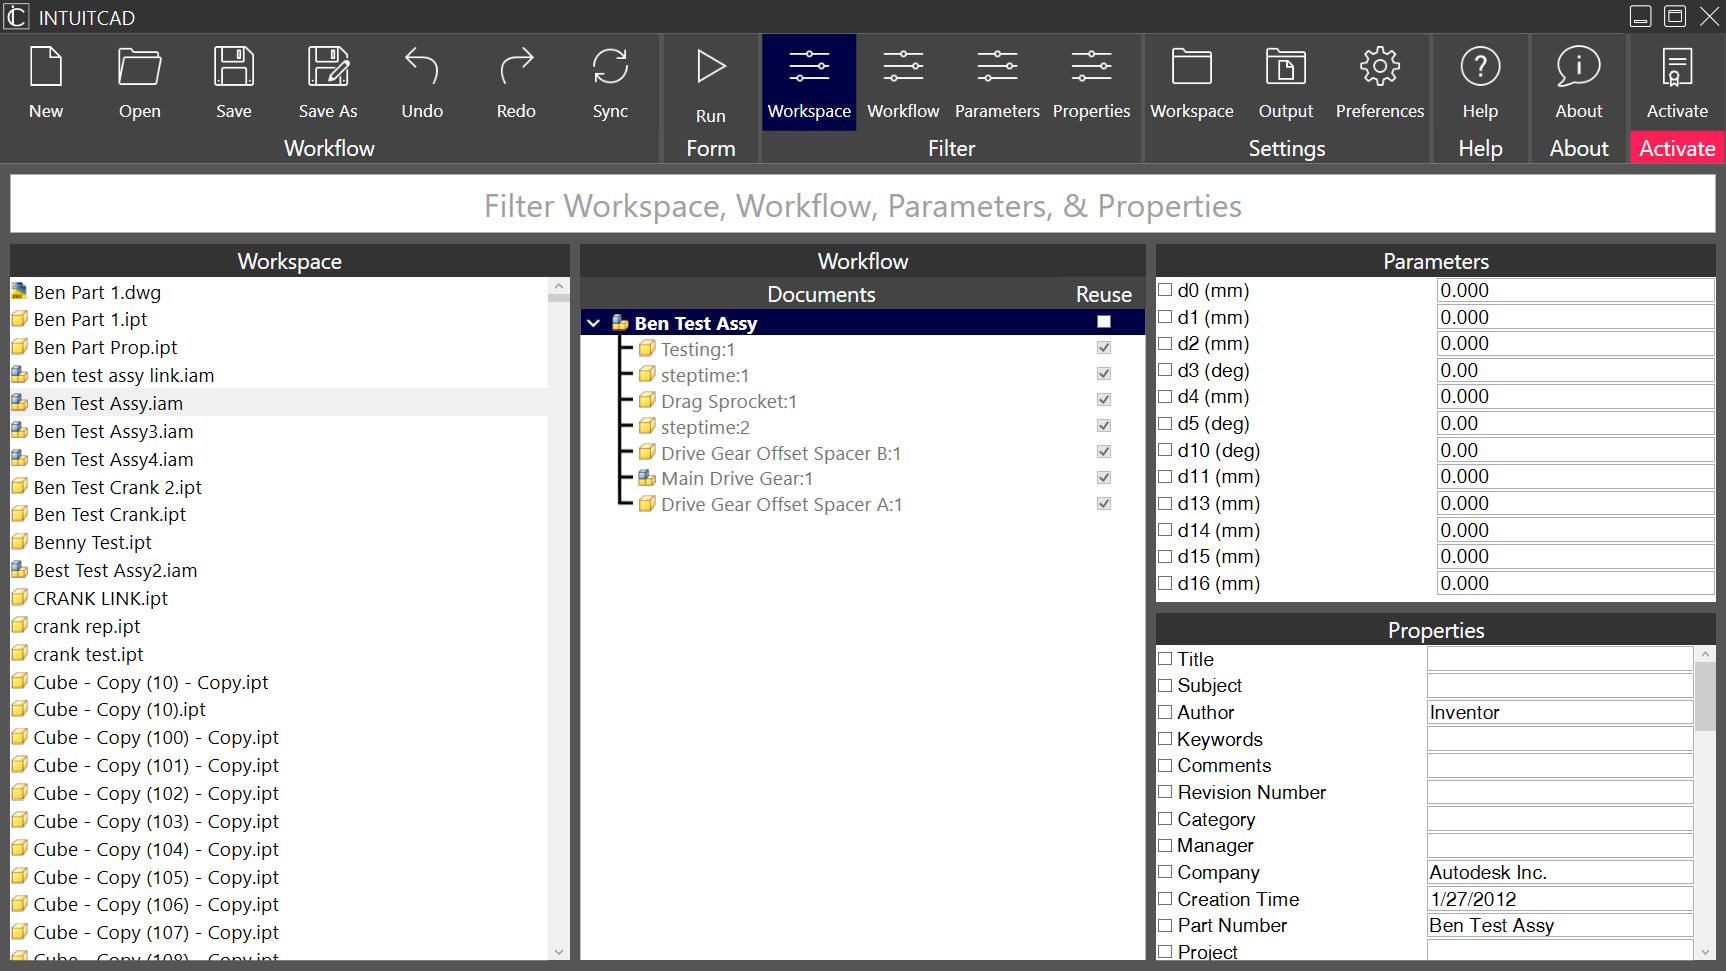 INTUITCAD
New
Open
Save
Save As
Undo
Redo
Sync
Run
Workspace
Workflow
Parameters
Properties
Workspace
Output
Preferences
Help
About
Activate
Workflow
Form
Filter
Settings
Help
About
Activate
Filter Workspace, Workflow, Parameters, & Properties
Workspace
Ben Part 1.dwg
Ben Part 1.ipt
Ben Part Prop.ipt
ben test assy link.iam
Ben Test Assy.iam
Ben Test Assy3.iam
Ben Test Assy4.iam
Ben Test Crank 2.ipt
Ben Test Crank.ipt
Benny Test.ipt
Best Test Assy2.iam
CRANK LINK.ipt
crank rep.ipt
crank test.ipt
Cube - Copy (10) - Copy.ipt
Cube - Copy (10).ipt
Cube - Copy (100) - Copy.ipt
Cube - Copy (101) - Copy.ipt
Cube - Copy (102) - Copy.ipt
Cube - Copy (103) - Copy.ipt
Cube - Copy (104) - Copy.ipt
Cube - Copy (105) - Copy.ipt
Cube - Copy (106) - Copy.ipt
Cube - Copy (107) - Copy.ipt
Cube - Copy (108) - Copy.ipt
Workflow
Documents Reuse
Ben Test Assy
Testing:1
steptime:1
Drag Sprocket:1
steptime:2
Drive Gear Offset Spacer B:1
Main Drive Gear:1
Drive Gear Offset Spacer A:1
Parameters
d0 (mm) 0.000
d1 (mm) 0.000
d2 (mm) 0.000
d3 (deg) 0.00
d4 (mm) 0.000
d5 (deg) 0.00
d10 (deg) 0.00
d11 (mm) 0.000
d13 (mm) 0.000
d14 (mm) 0.000
d15 (mm) 0.000
d16 (mm) 0.000
Properties
Title
Subject
Author Inventor
Keywords
Comments
Revision Number
Category
Manager
Company Autodesk Inc.
Creation Time 1/27/2012
Part Number Ben Test Assy
Project